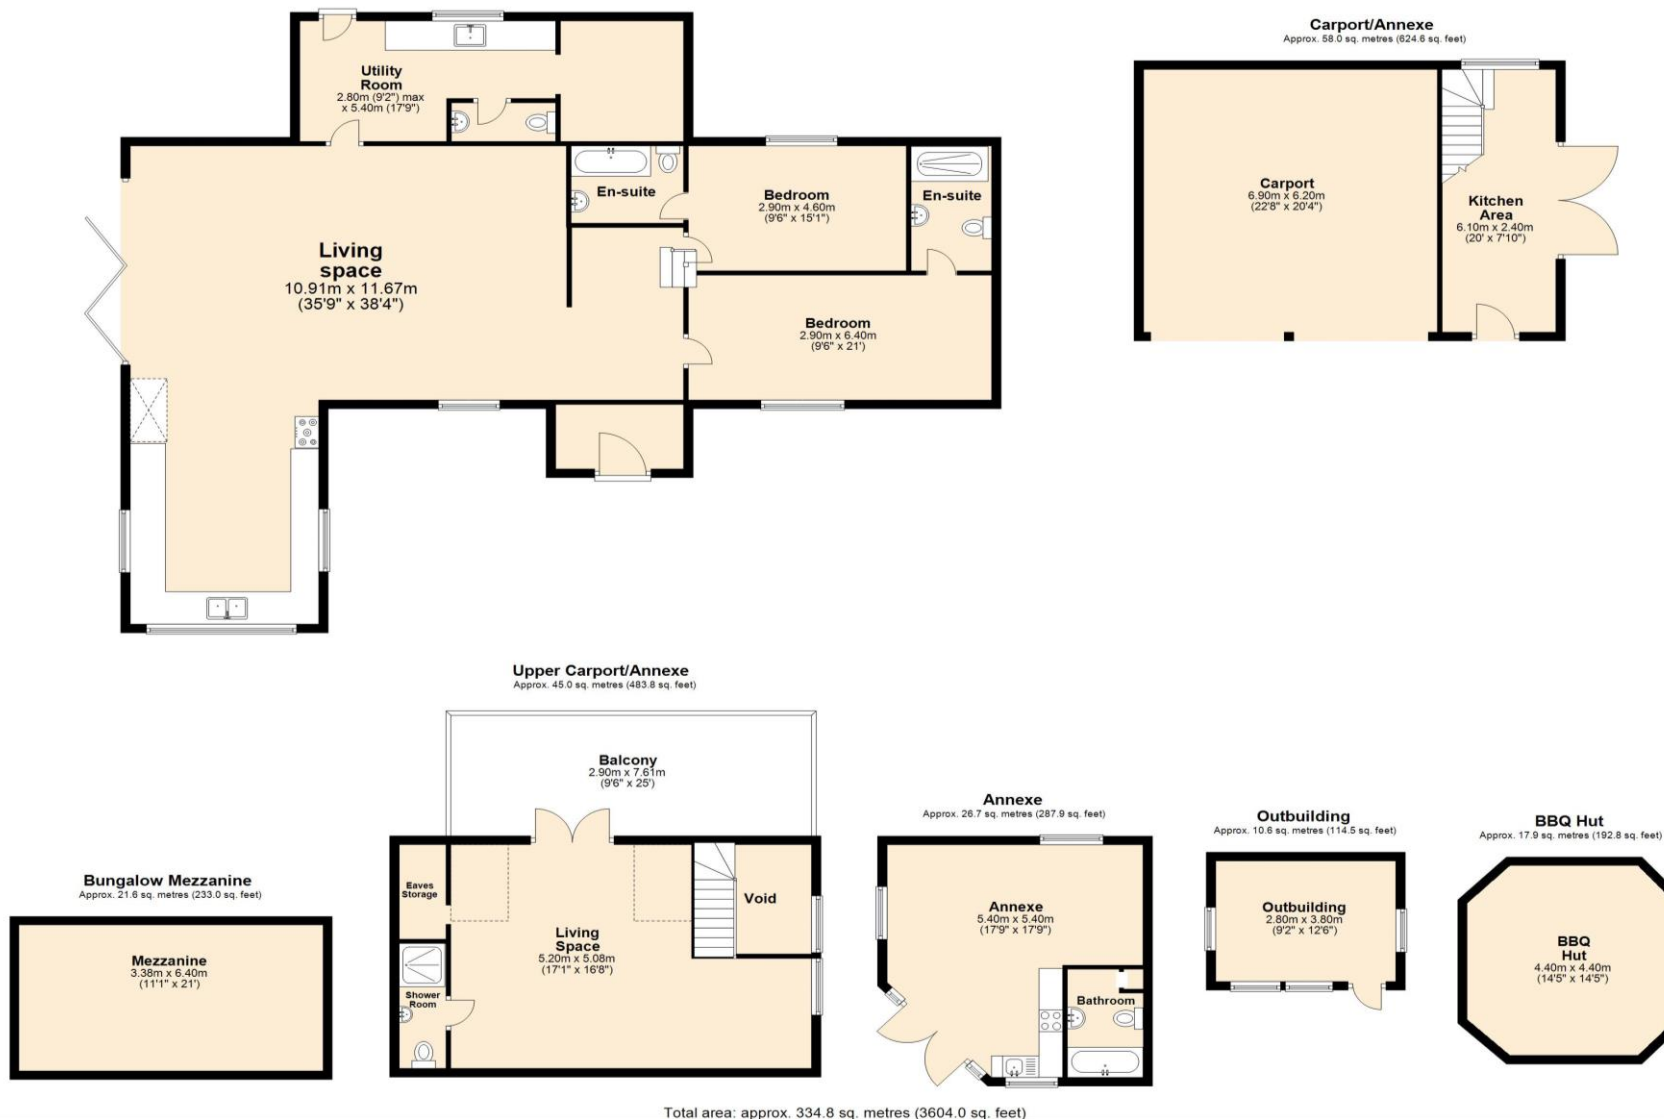 Utility
Room
2.80m (9'2") max
x 5.40m (17'9")
Living
space
10.91m x 11.67m
(35'9" x 38'4")
En-suite
Bedroom
2.90m x 4.60m
(9'6" x 15'1")
En-suite
Bedroom
2.90m x 6.40m
(9'6" x 21')
Carport/Annexe
Approx. 58.0 sq. metres (624.6 sq. feet)
Carport
6.90m x 6.20m
(22'8" x 20'4")
Kitchen
Area
6.10m x 2.40m
(20' x 7'10")
Bungalow Mezzanine
Approx. 21.6 sq. metres (233.0 sq. feet)
Mezzanine
3.38m x 6.40m
(11'1" x 21')
Upper Carport/Annexe
Approx. 45.0 sq. metres (483.8 sq. feet)
Balcony
2.90m x 7.61m
(9'6" x 25')
Eaves
Storage
Void
Living
Space
5.20m x 5.08m
(17'1" x 16'8")
Shower
Room
Annexe
Approx. 26.7 sq. metres (287.9 sq. feet)
Annexe
5.40m x 5.40m
(17'9" x 17'9")
Bathroom
Outbuilding
Approx. 10.6 sq. metres (114.5 sq. feet)
Outbuilding
2.80m x 3.80m
(9'2" x 12'6")
BBQ Hut
Approx. 17.9 sq. metres (192.8 sq. feet)
BBQ
Hut
4.40m x 4.40m
(14'5" x 14'5")
Total area: approx. 334.8 sq. metres (3604.0 sq. feet)